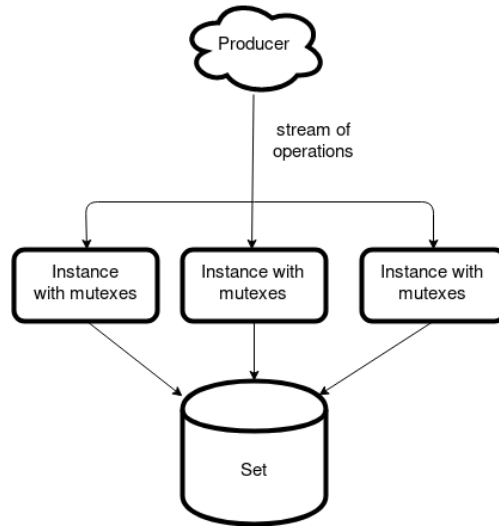 Producer
stream of
operations
Instance
with mutexes
Instance with
mutexes
Instance with
mutexes
Set